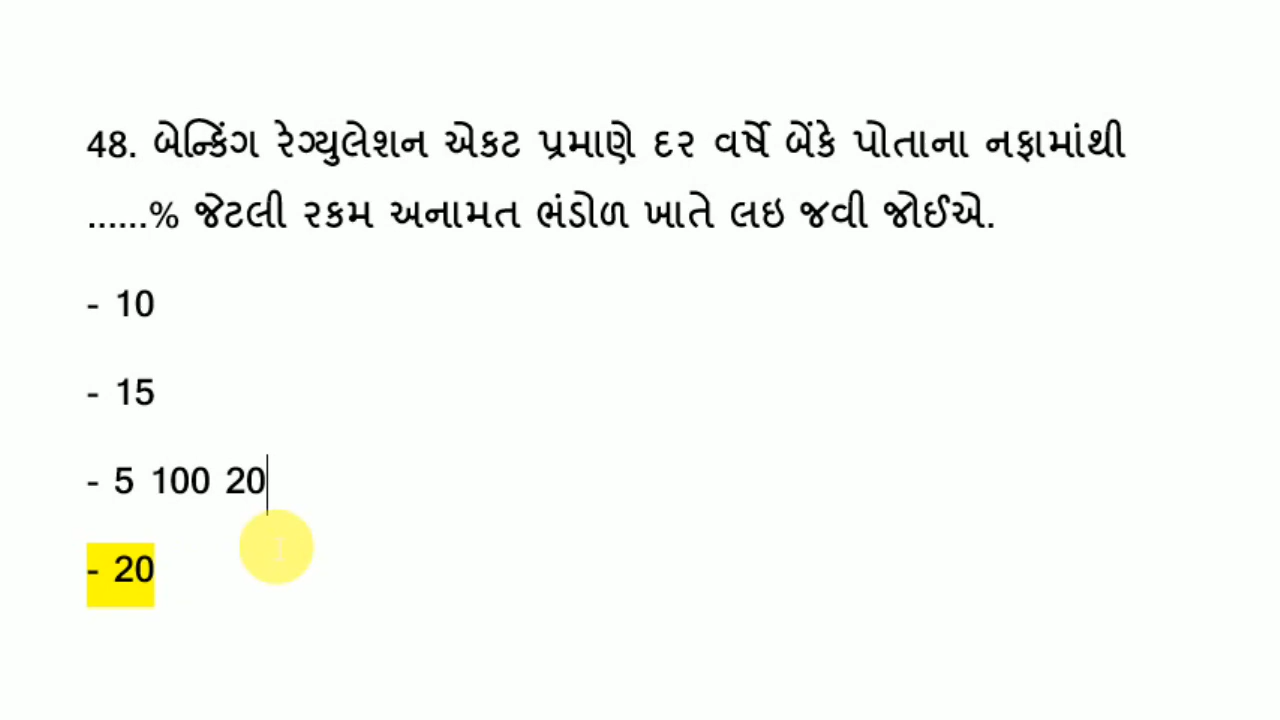 48. બેન્કિંગ રેગ્યુલેશન એકટ પ્રમાણે દર વર્ષે બેંકે પોતાના નફામાંથી
......% જેટલી રકમ અનામત ભંડોળ ખાતે લઇ જવી જોઈએ.
- 10
- 15
- 5 100 20
- 20